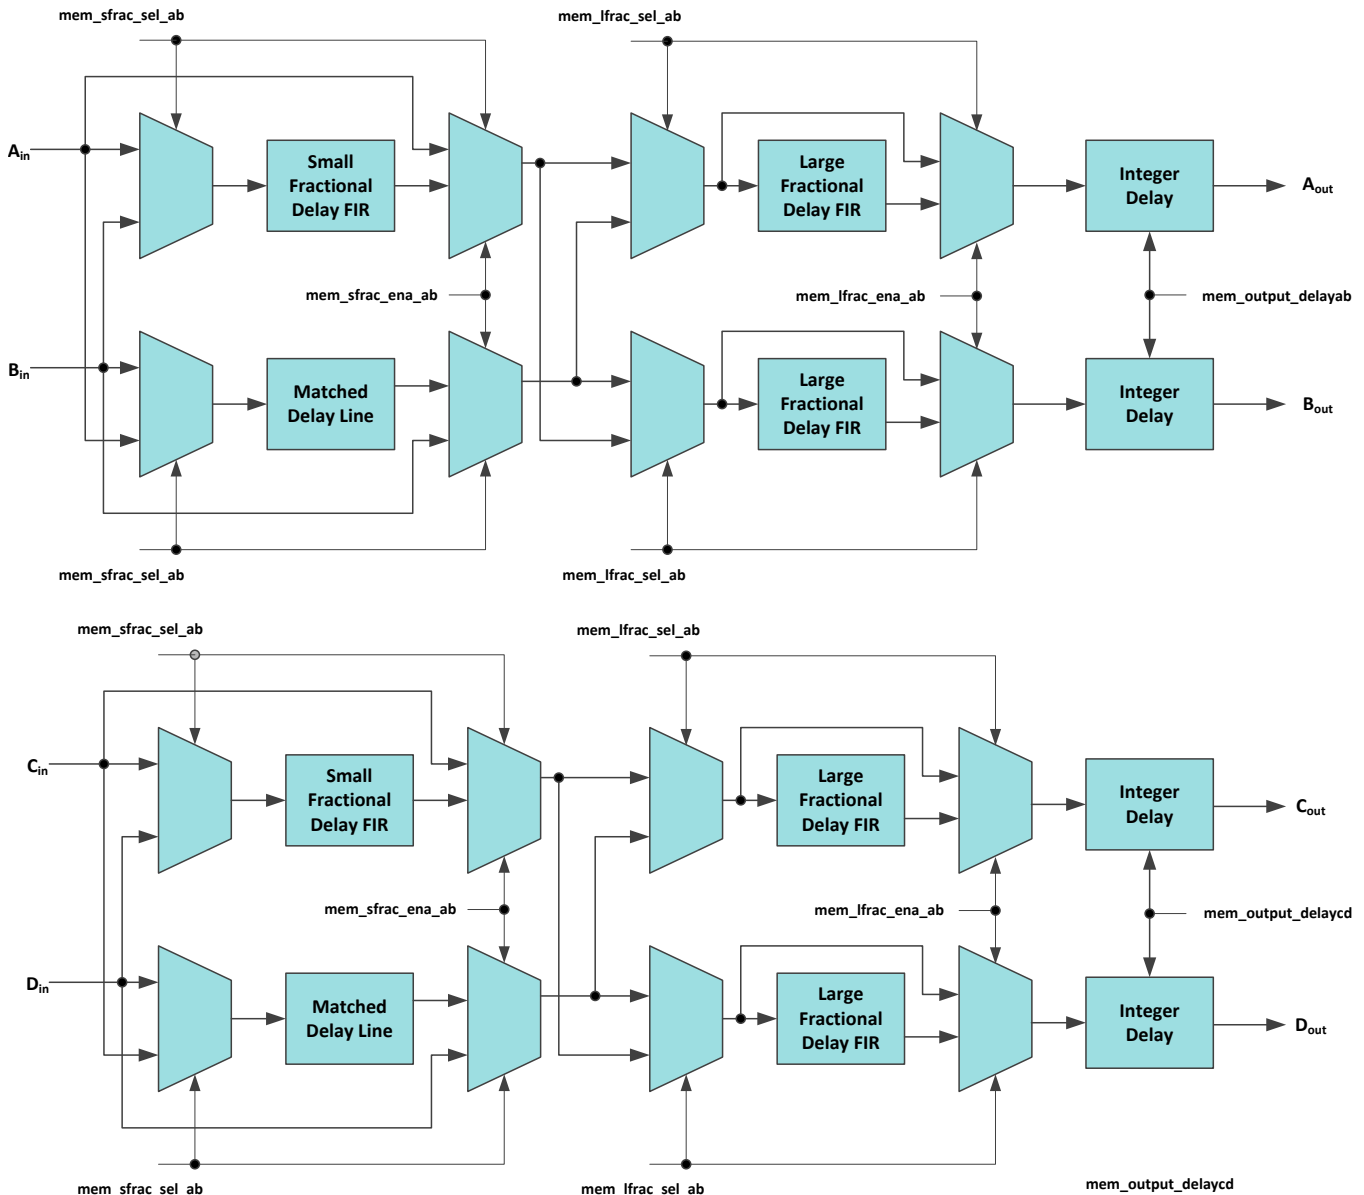 mem_sfrac_sel_ab
mem_lfrac_sel_ab
Ain
Small
Fractional
Delay FIR
Large
Fractional
Delay FIR
Integer
Delay
Aout
mem_sfrac_ena_ab
mem_lfrac_ena_ab
mem_output_delayab
Bin
Matched
Delay Line
Large
Fractional
Delay FIR
Integer
Delay
Bout
mem_sfrac_sel_ab
mem_lfrac_sel_ab
mem_sfrac_sel_ab
mem_lfrac_sel_ab
Cin
Small
Fractional
Delay FIR
Large
Fractional
Delay FIR
Integer
Delay
Cout
mem_sfrac_ena_ab
mem_lfrac_ena_ab
mem_output_delaycd
Din
Matched
Delay Line
Large
Fractional
Delay FIR
Integer
Delay
Dout
mem_sfrac_sel_ab
mem_lfrac_sel_ab
mem_output_delaycd